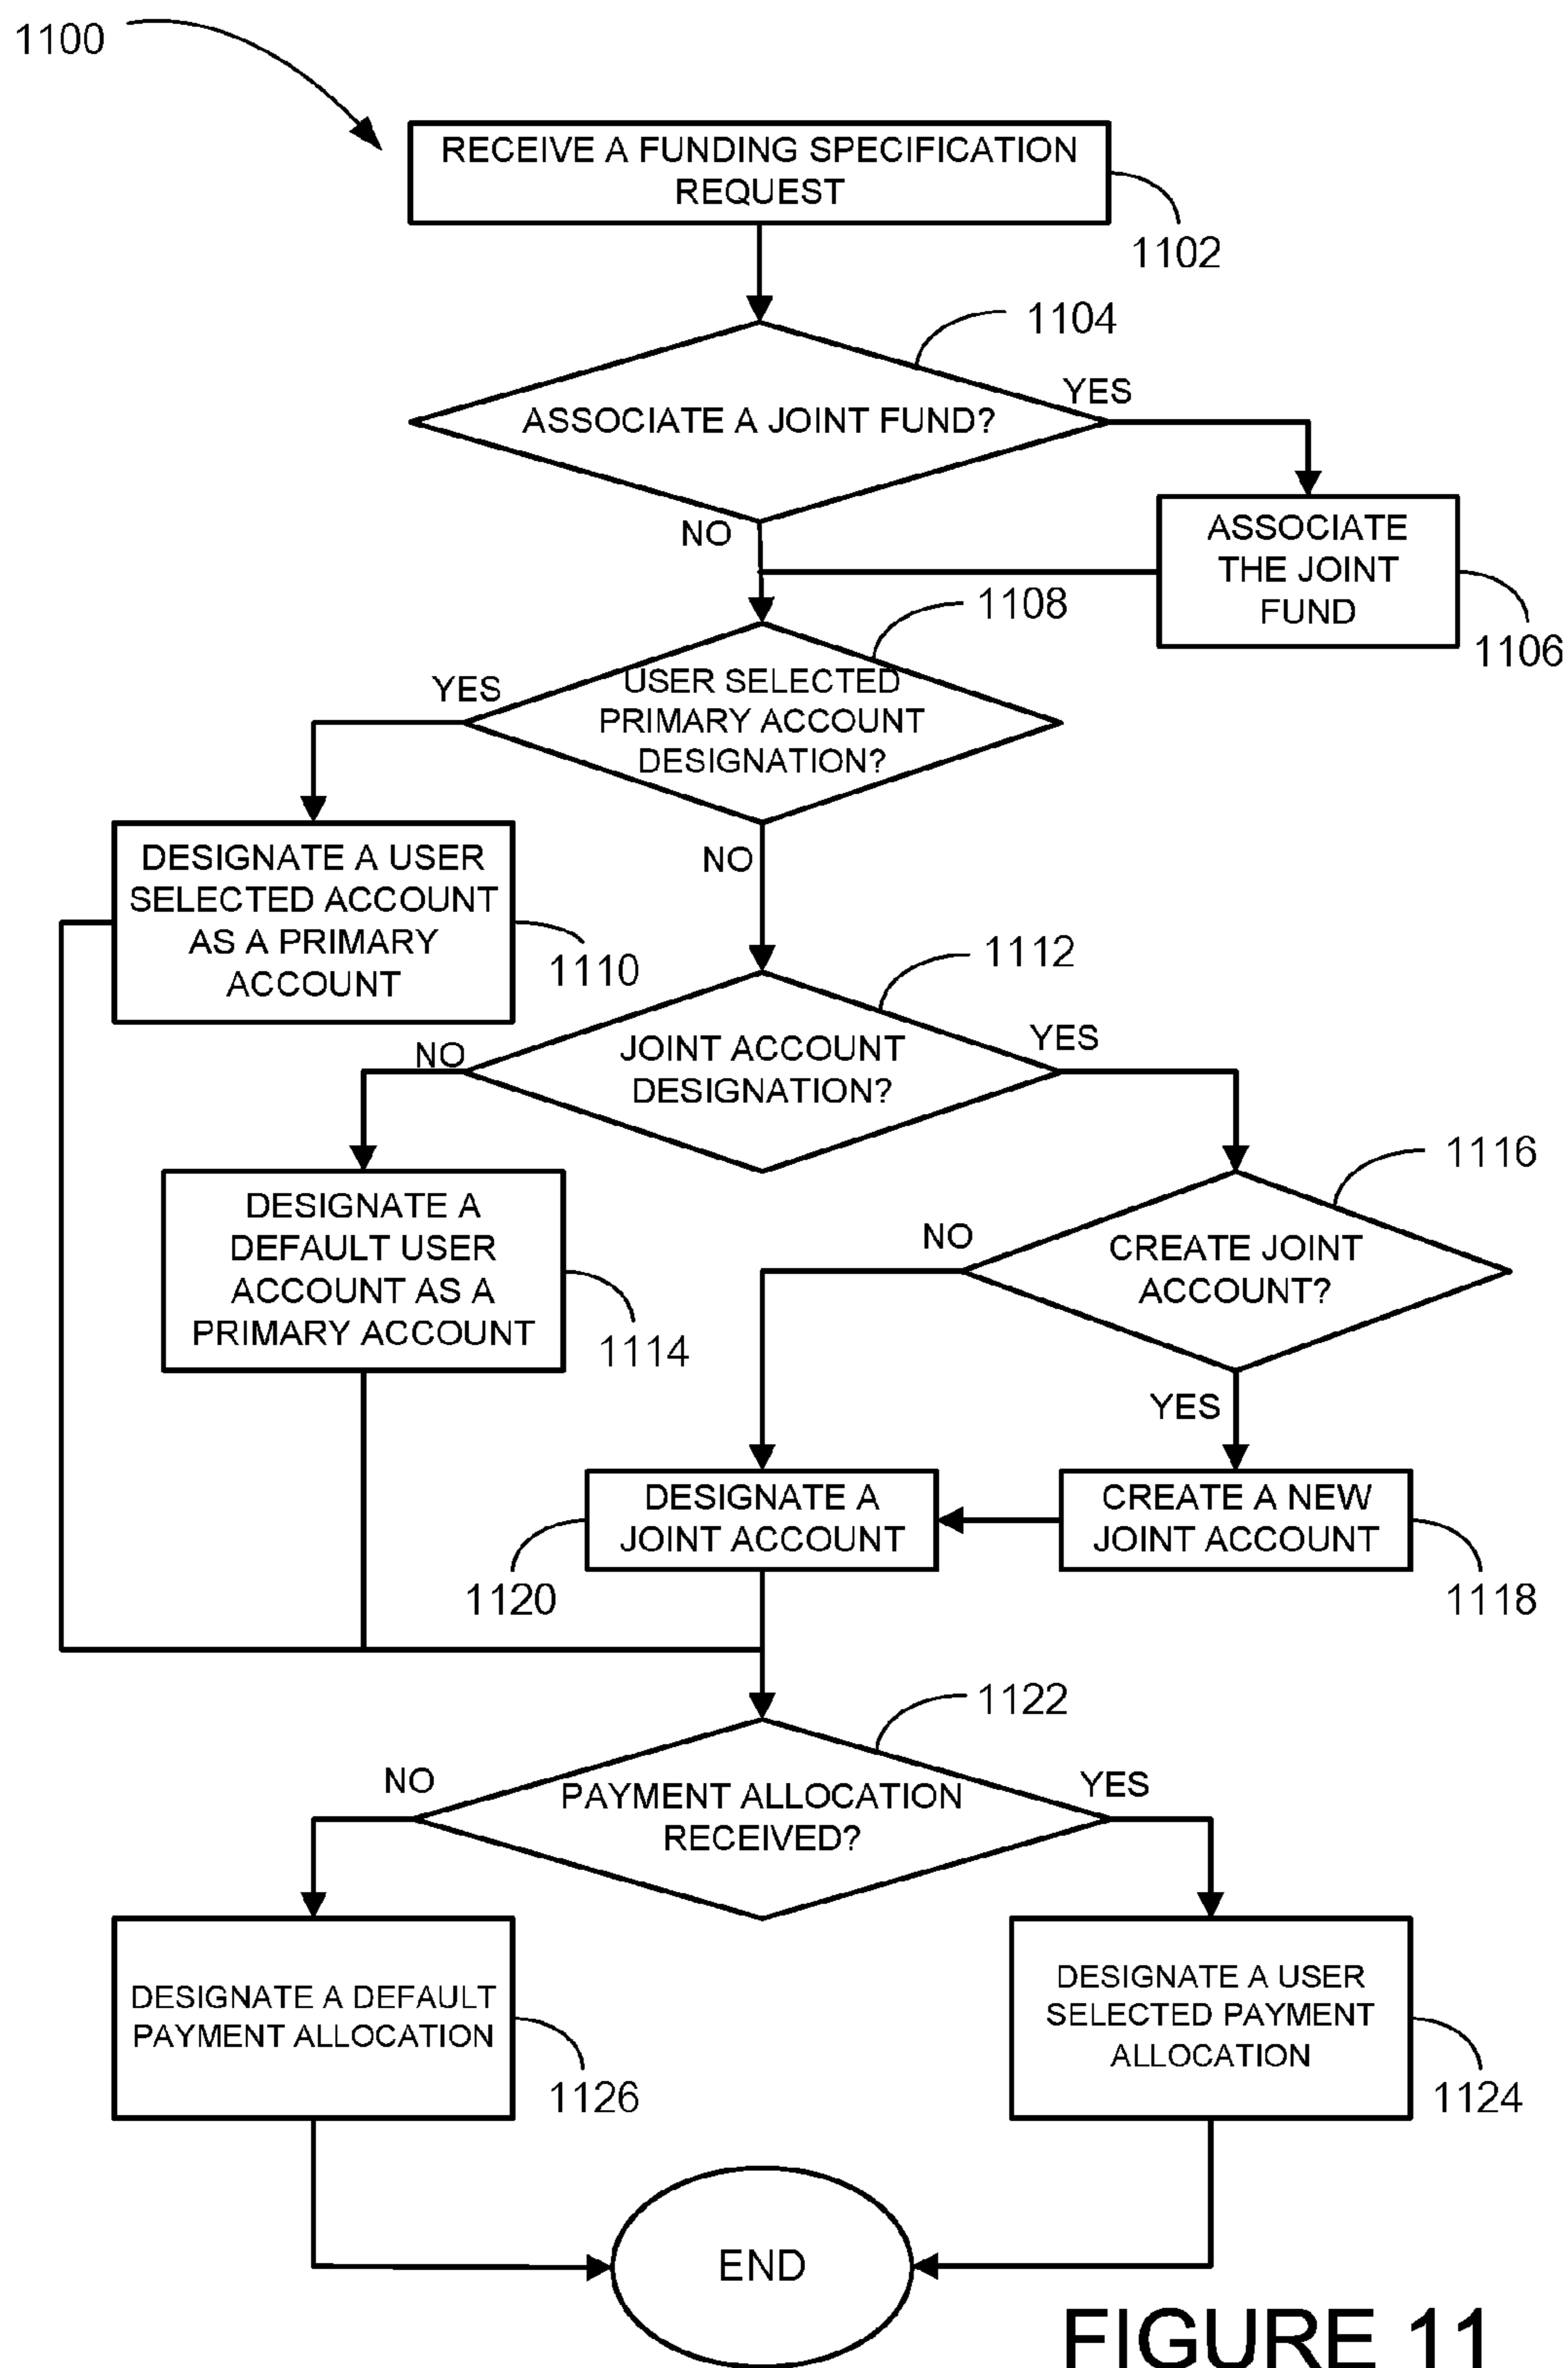 1100
RECEIVE A FUNDING SPECIFICATION
REQUEST
1102
1104
YES
ASSOCIATE A JOINT FUND?
NO
ASSOCIATE
THE JOINT
FUND
1106
1108
YES
USER SELECTED
PRIMARY ACCOUNT
DESIGNATION?
NO
DESIGNATE A USER
SELECTED ACCOUNT
AS A PRIMARY
ACCOUNT
1110
1112
NO
YES
JOINT ACCOUNT
DESIGNATION?
1116
DESIGNATE A
DEFAULT USER
ACCOUNT AS A
PRIMARY ACCOUNT
1114
NO
CREATE JOINT
ACCOUNT?
YES
DESIGNATE A
JOINT ACCOUNT
1120
CREATE A NEW
JOINT ACCOUNT
1118
1122
NO
YES
PAYMENT ALLOCATION
RECEIVED?
DESIGNATE A DEFAULT
PAYMENT ALLOCATION
1126
DESIGNATE A USER
SELECTED PAYMENT
ALLOCATION
1124
END
FIGURE 11